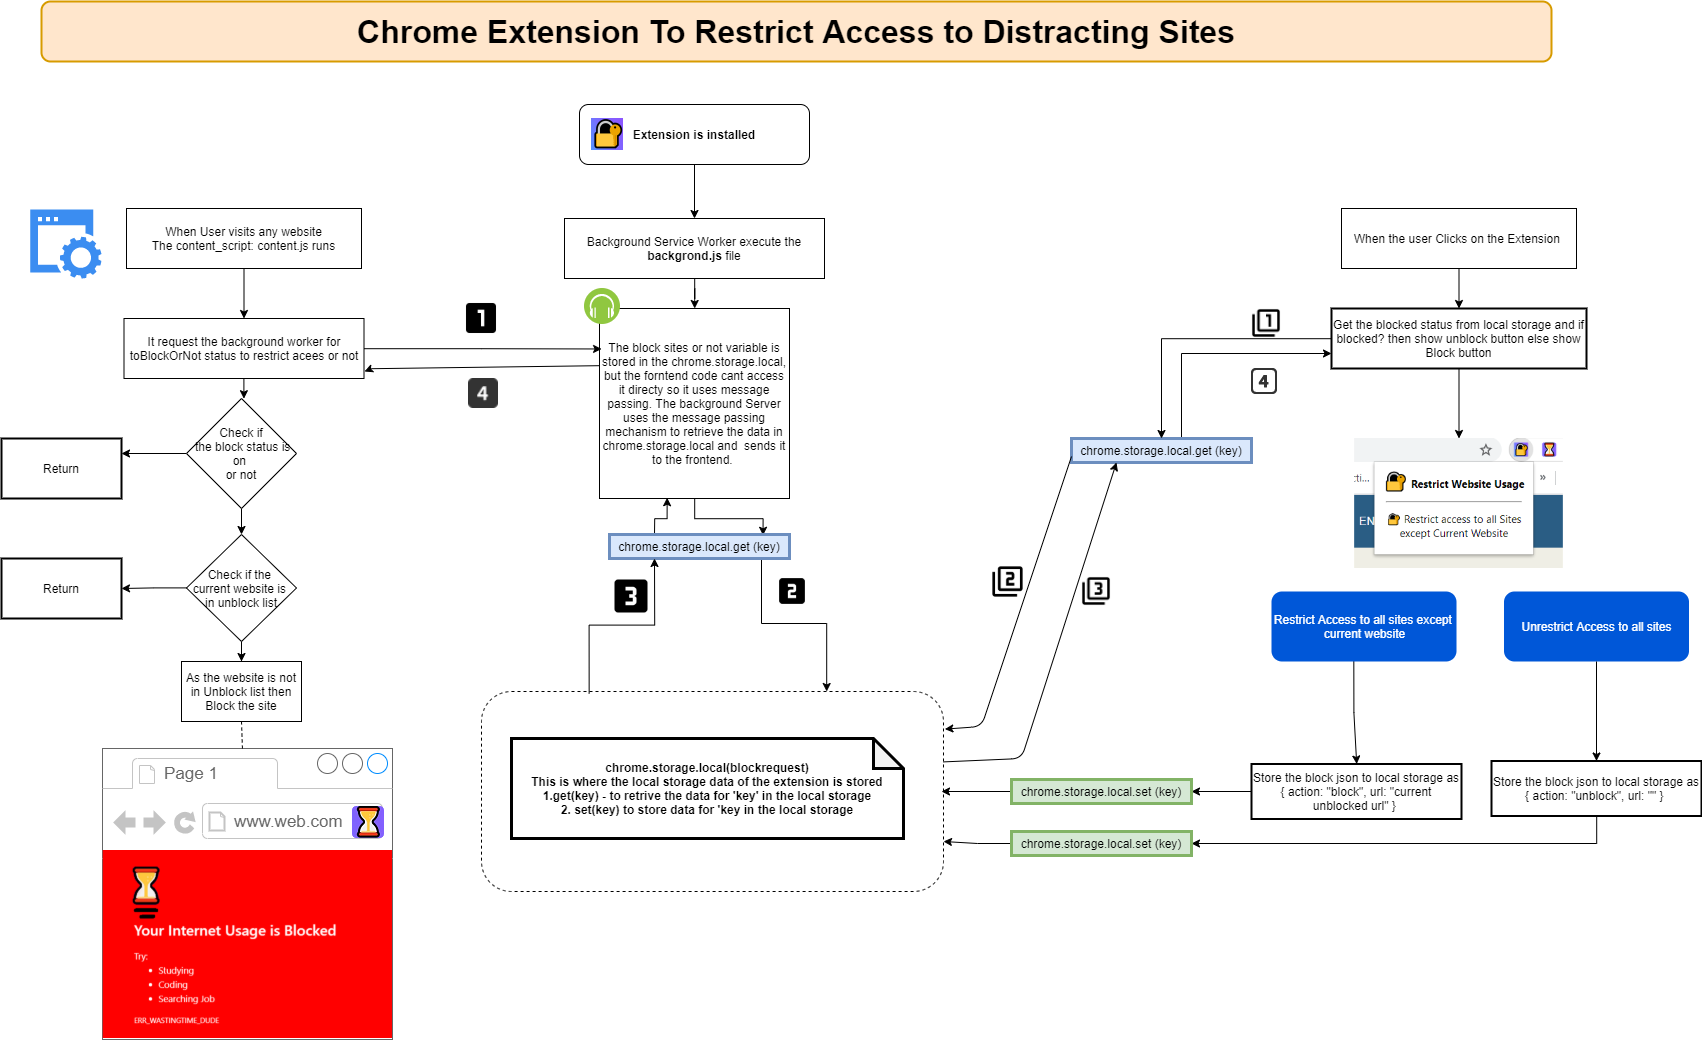 Chrome Extension To Restrict Access to Distracting Sites
Extension is installed
When User visits any website
The content_script: content.js runs
Background Service Worker execute the
backgrond.js file
When the user Clicks on the Extension
It request the background worker for
toBlockOrNot status to restrict acees or not
1
4
The block sites or not variable is
stored in the chrome.storage.local,
but the forntend code cant access
it directy so it uses message
passing. The background Server
uses the message passing
mechanism to retrieve the data in
chrome.storage.local and  sends it
to the frontend.
1
4
Get the blocked status from local storage and if
blocked? then show unblock button else show
Block button
Check if
the block status is
on
or not
Return
chrome.storage.local.get (key)
chrome.storage.local.get (key)
cti...
»
EN
Restrict Website Usage
Restrict access to all Sites
except Current Website
Check if the
current website is
in unblock list
Return
3
2
2
3
Restrict Access to all sites except
current website
Unrestrict Access to all sites
As the website is not
in Unblock list then
Block the site
chrome.storage.local(blockrequest)
This is where the local storage data of the extension is stored
1.get(key) - to retrive the data for 'key' in the local storage
2. set(key) to store data for 'key in the local storage
chrome.storage.local.set (key)
chrome.storage.local.set (key)
Store the block json to local storage as
{ action: "block", url: "current
unblocked url" }
Store the block json to local storage as
{ action: "unblock", url: "" }
Page 1
www.web.com
Your Internet Usage is Blocked
Try:
• Studying
• Coding
• Searching Job
ERR_WASTINGTIME_DUDE